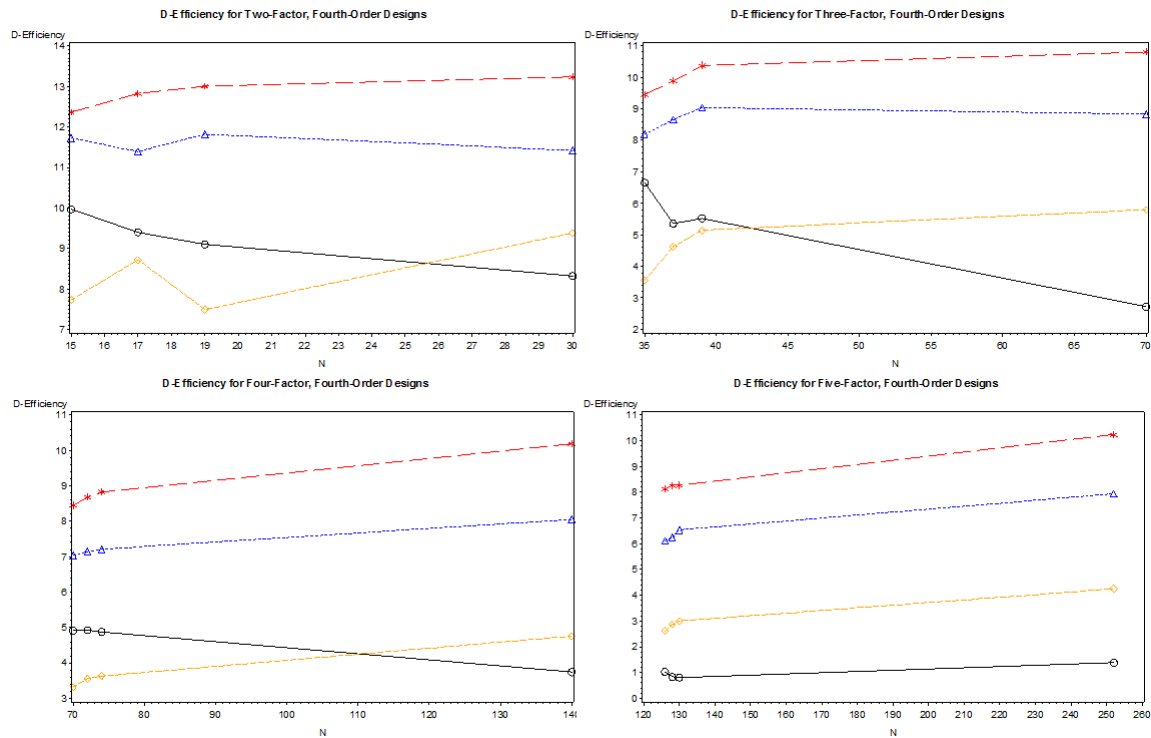 D-Efficiency for Two-Factor, Fourth-Order Designs
D-Efficiency
14
13
12
11
10
9
8
7
15 16 17 18 19 20 21 22 23 24 25 26 27 28 29 30
N
D-Efficiency for Three-Factor, Fourth-Order Designs
D-Efficiency
11
10
9
8
7
6
5
4
3
2
35 40 45 50 55 60 65 70
N
D-Efficiency for Four-Factor, Fourth-Order Designs
D-Efficiency
11
10
9
8
7
6
5
4
3
70 80 90 100 110 120 130 140
N
D-Efficiency for Five-Factor, Fourth-Order Designs
D-Efficiency
11
10
9
8
7
6
5
4
3
2
1
0
120 130 140 150 160 170 180 190 200 210 220 230 240 250 260
N